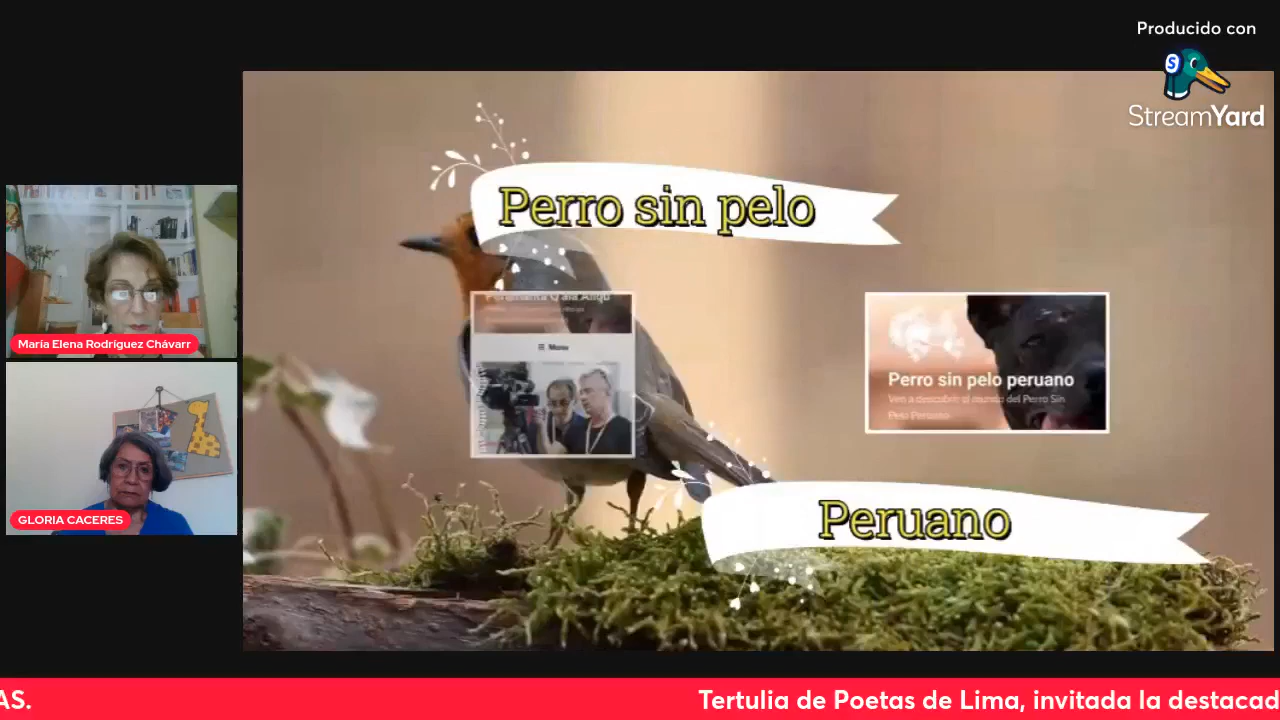 Producido con
S
StreamYard
Perro sin pelo
Menu
Perro sin pelo peruano
Ven a descubrir el mundo del Perro Sin
Pelo Peruano
María Elena Rodríguez Chávarr
GLORIA CACERES
Peruano
AS.
Tertulia de Poetas de Lima, invitada la destacad